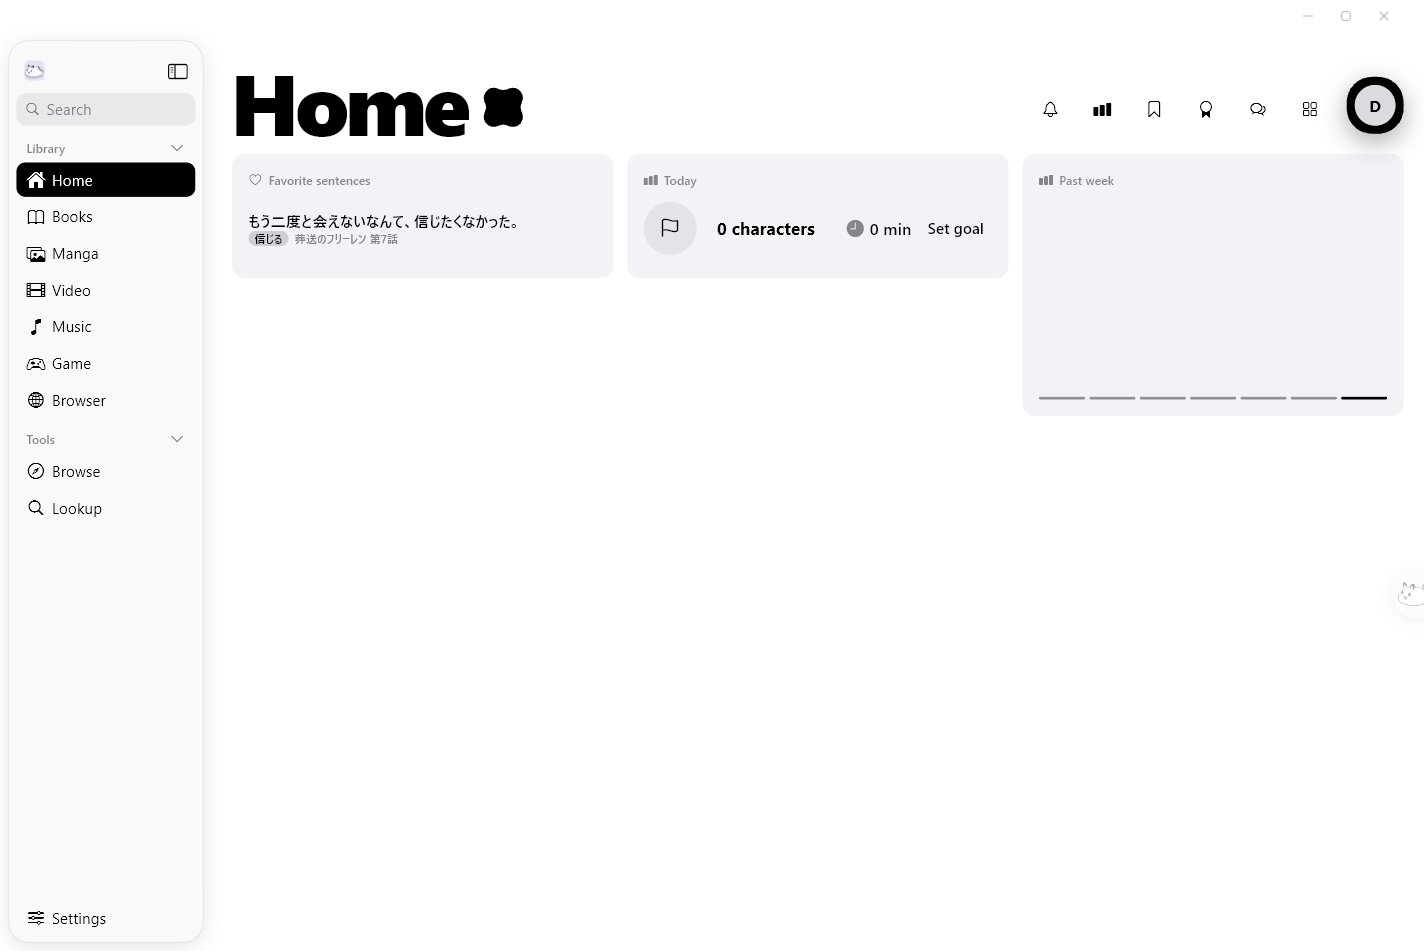 Search
Library
Home
Books
Manga
Video
Music
Game
Browser
Tools
Browse
Lookup
Settings
Home
D
Favorite sentences
もう二度と会えないなんて、信じたくなかった。
信じる 葬送のフリーレン 第7話
Today
0 characters
0 min
Set goal
Past week